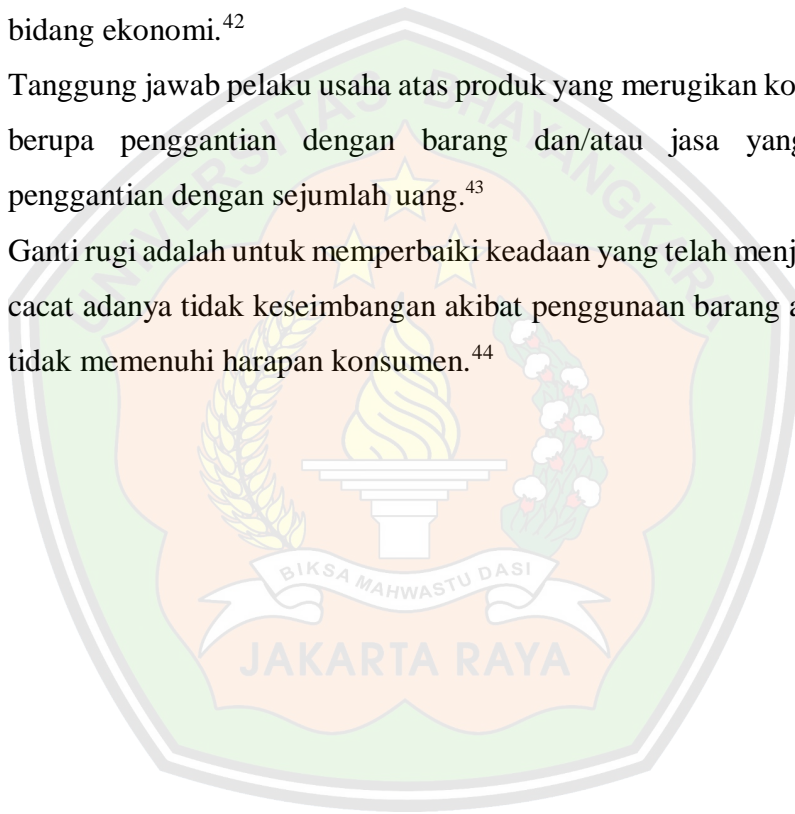 bidang ekonomi.42
Tanggung jawab pelaku usaha atas produk yang merugikan ko
berupa penggantian dengan barang dan/atau jasa yang
penggantian dengan sejumlah uang.43
Ganti rugi adalah untuk memperbaiki keadaan yang telah menj
cacat adanya tidak keseimbangan akibat penggunaan barang a
tidak memenuhi harapan konsumen.44
UNIVERSITAS BHAYANGKARA
BIKSA MAHWASTU DASI
JAKARTA RAYA